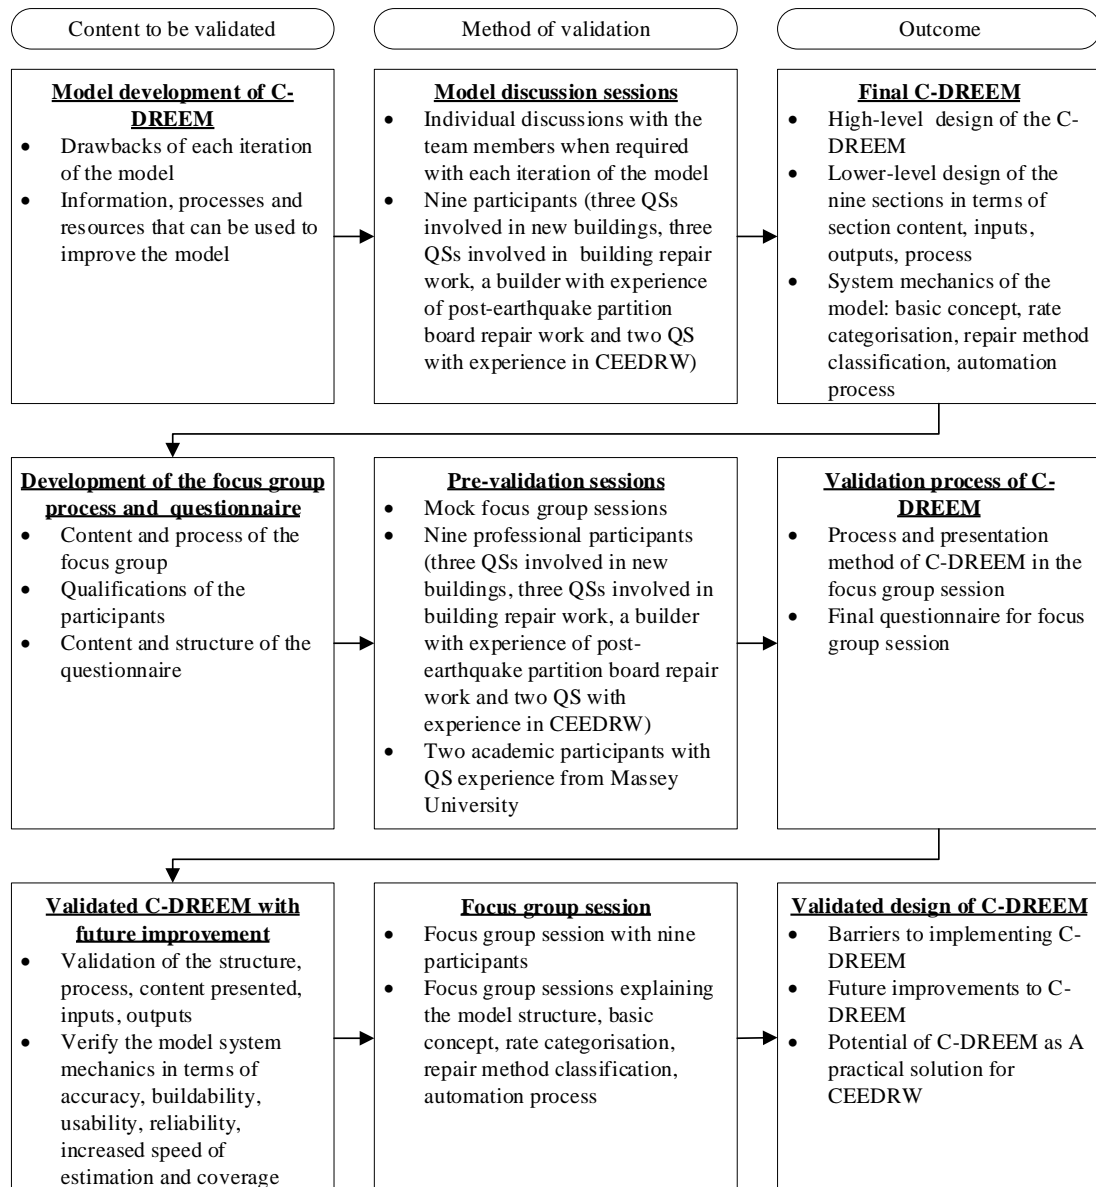 Content to be validated
Method of validation
Outcome
Model development of C-
DREEM
• Drawbacks of each iteration
of the model
• Information, processes and
resources that can be used to
improve the model
Model discussion sessions
• Individual discussions with the
team members when required
with each iteration of the model
• Nine participants (three QSs
involved in new buildings, three
QSs involved in building repair
work, a builder with experience
of post-earthquake partition
board repair work and two QS
with experience in CEEDRW)
Final C-DREEM
• High-level design of the C-
DREEM
• Lower-level design of the
nine sections in terms of
section content, inputs,
outputs, process
• System mechanics of the
model: basic concept, rate
categorisation, repair method
classification, automation
process
Development of the focus group
process and questionnaire
• Content and process of the
focus group
• Qualifications of the
participants
• Content and structure of the
questionnaire
Pre-validation sessions
• Mock focus group sessions
• Nine professional participants
(three QSs involved in new
buildings, three QSs involved in
building repair work, a builder
with experience of post-
earthquake partition board repair
work and two QS with
experience in CEEDRW)
• Two academic participants with
QS experience from Massey
University
Validation process of C-
DREEM
• Process and presentation
method of C-DREEM in the
focus group session
• Final questionnaire for focus
group session
Validated C-DREEM with
future improvement
• Validation of the structure,
process, content presented,
inputs, outputs
• Verify the model system
mechanics in terms of
accuracy, buildability,
usability, reliability,
increased speed of
estimation and coverage
Focus group session
• Focus group session with nine
participants
• Focus group sessions explaining
the model structure, basic
concept, rate categorisation,
repair method classification,
automation process
Validated design of C-DREEM
• Barriers to implementing C-
DREEM
• Future improvements to C-
DREEM
• Potential of C-DREEM as A
practical solution for
CEEDRW